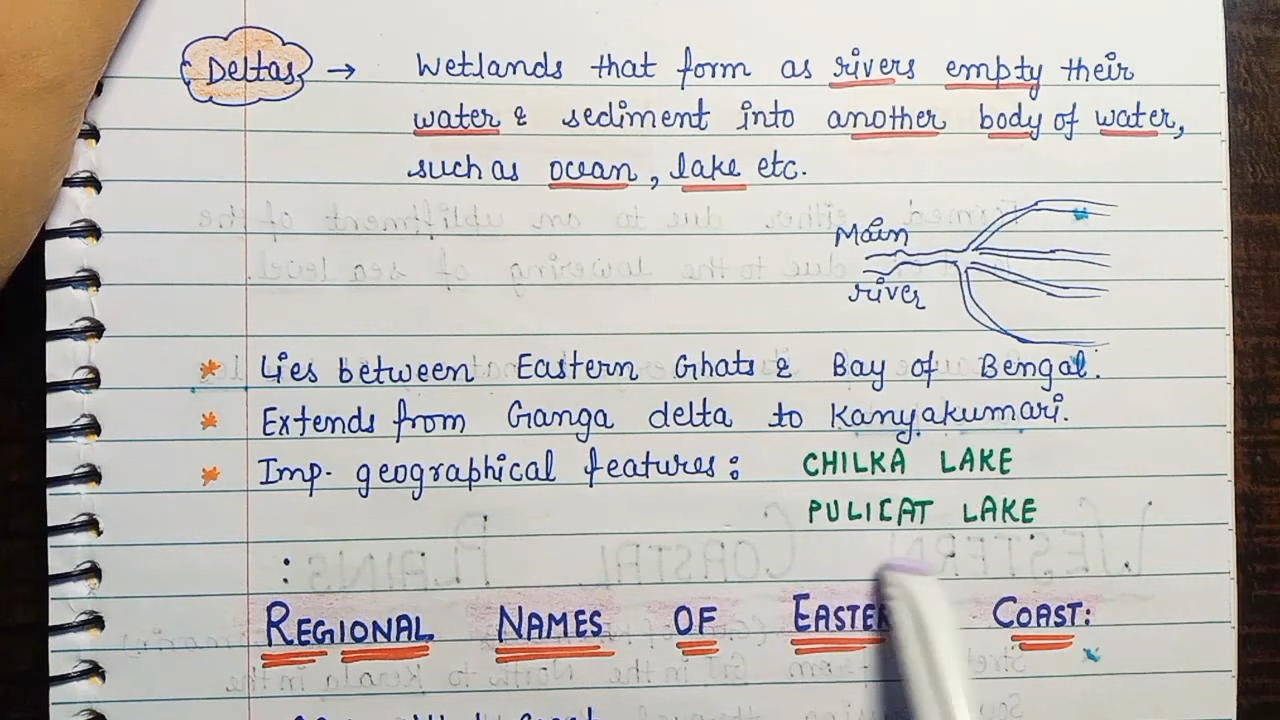 Deltas → Wetlands that form as rivers empty their
water & sediment into another body of water,
such as ocean, lake etc.
Main
river
* Lies between Eastern Ghats & Bay of Bengal.
* Extends from Ganga delta to Kanyakumari.
* Imp. geographical features : CHILKA LAKE
PULICAT LAKE
REGIONAL NAMES OF EASTER COAST: